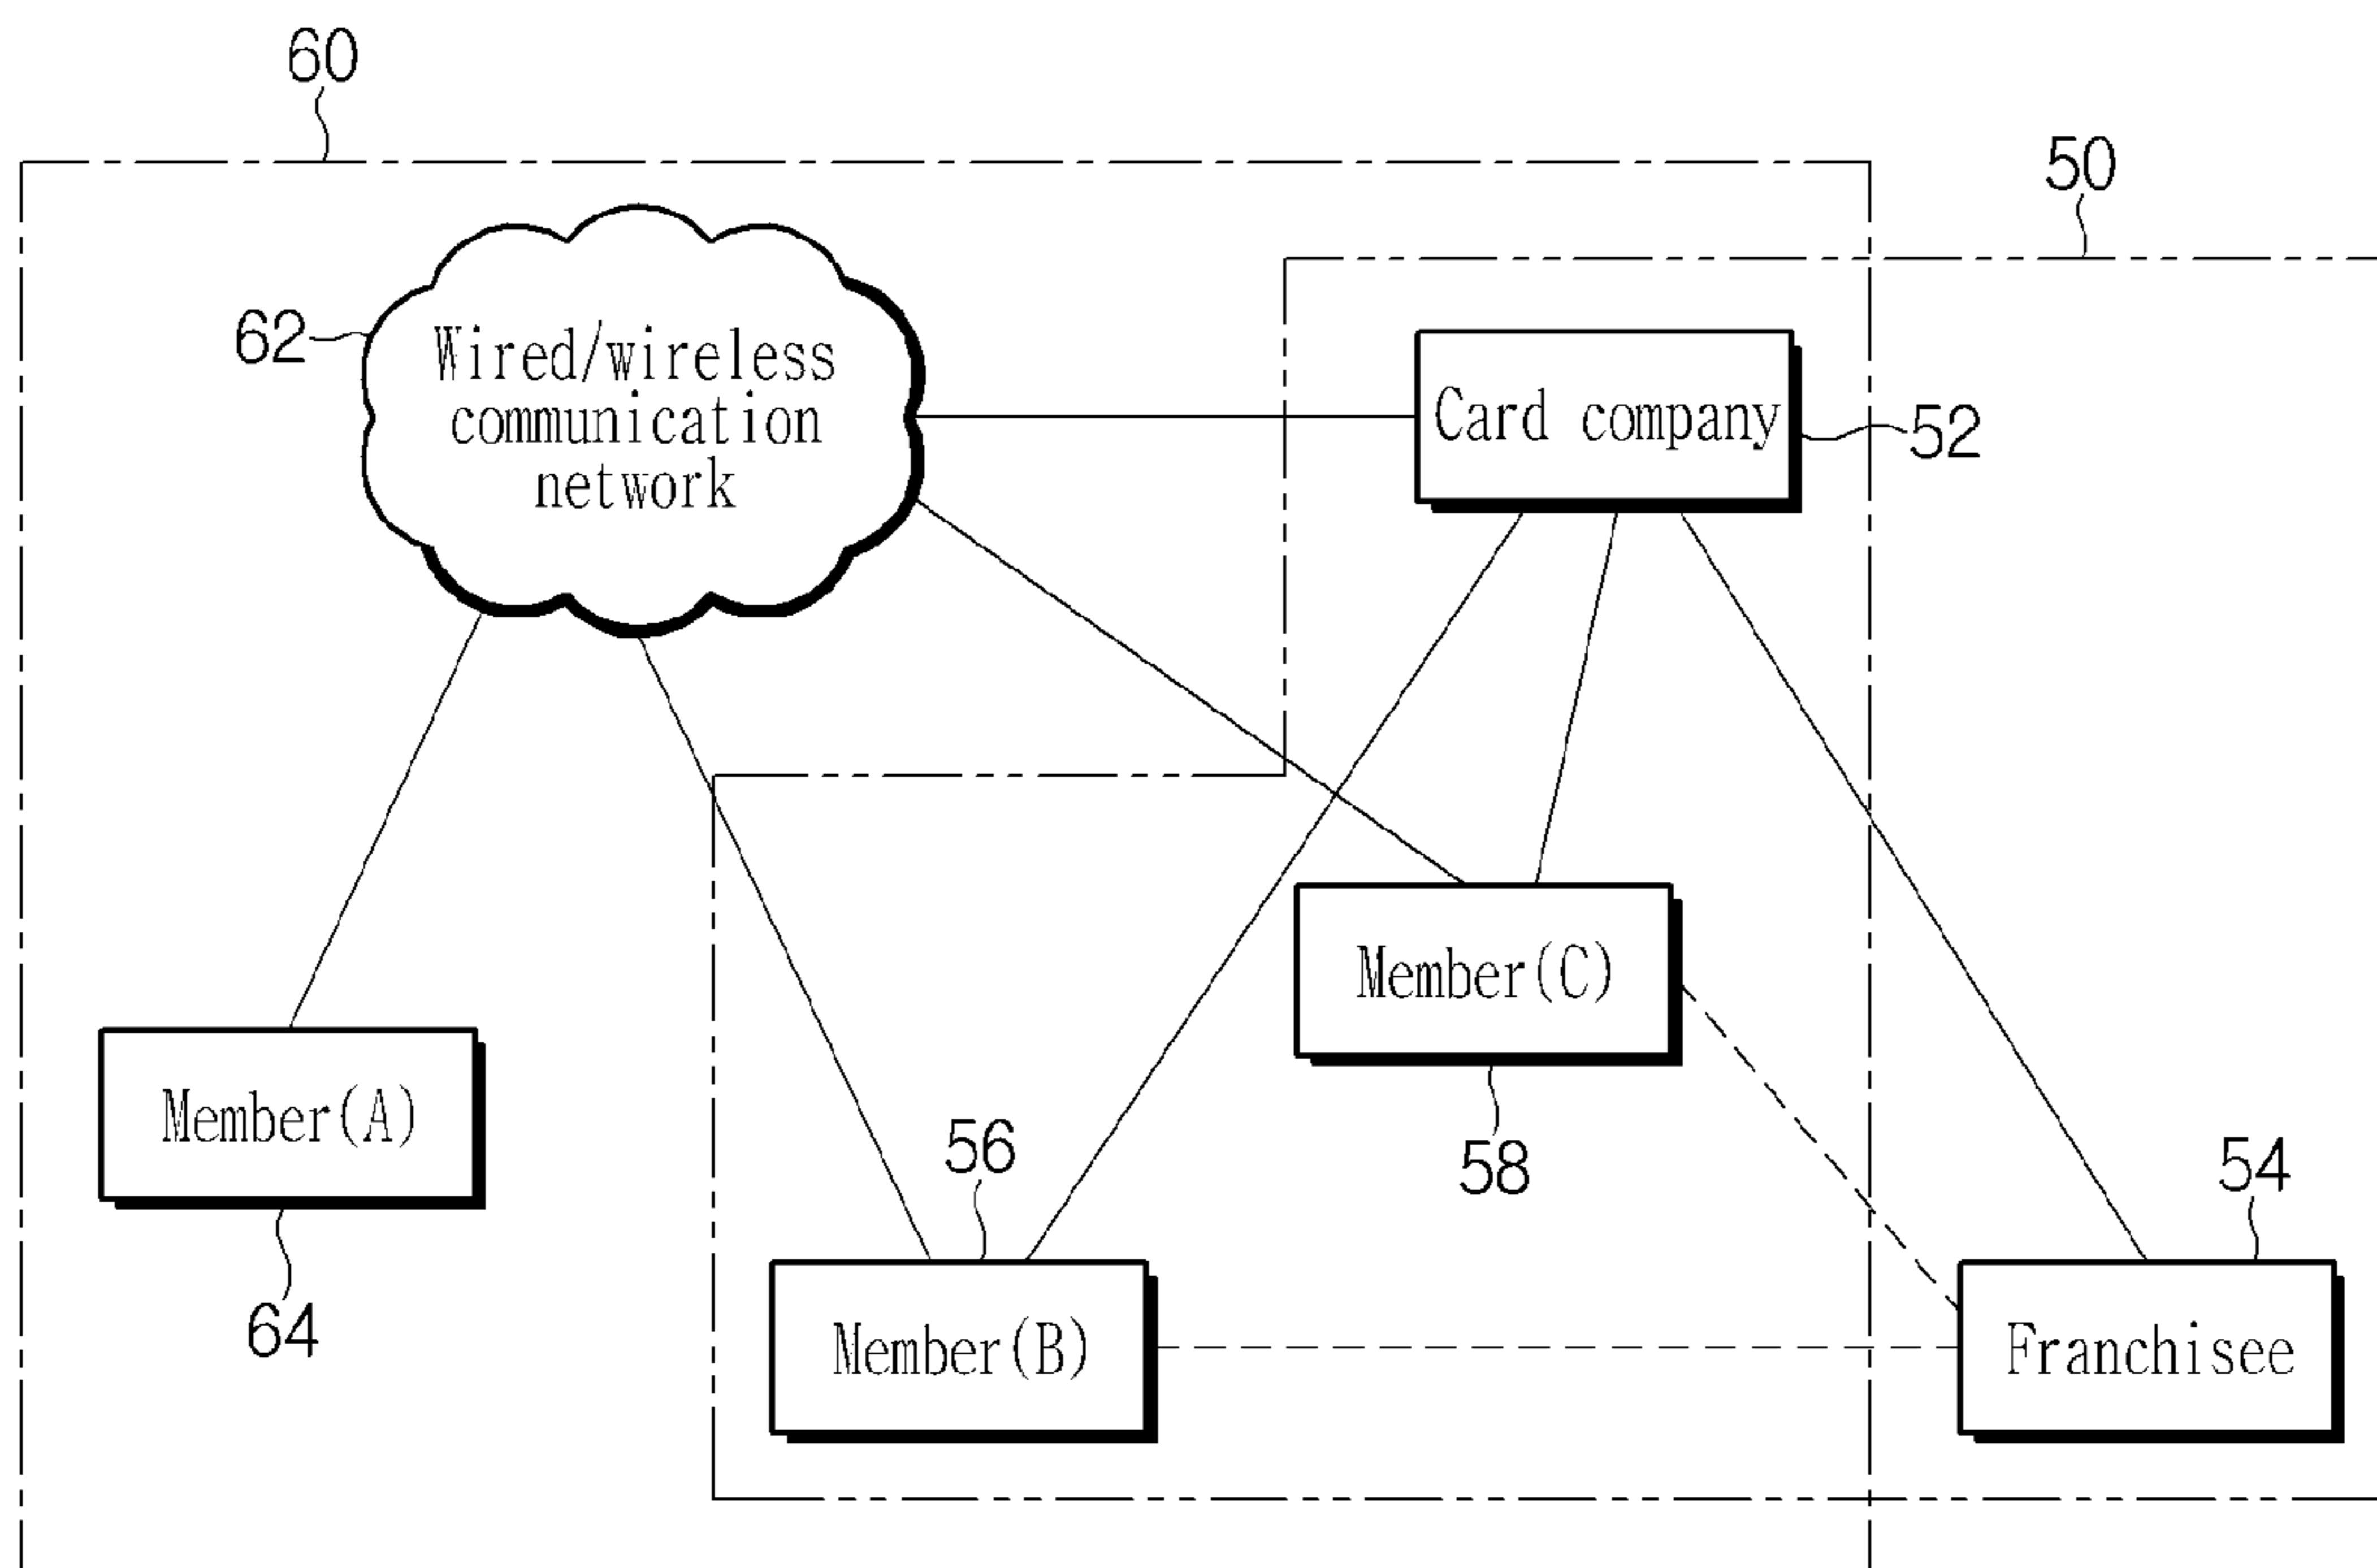 60
50
62
Wired/wireless
communication
network
Card company
52
Member(C)
Member(A)
56
58
54
64
Member(B)
Franchisee